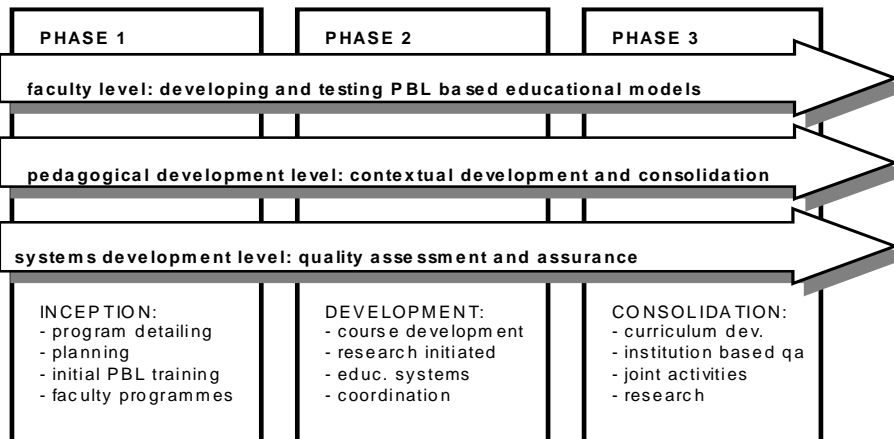 PHASE 1
PHASE 2
PHASE 3
faculty level: developing and testing PBL based educational models
pedagogical development level: contextual development and consolidation
systems development level: quality assessment and assurance
INCEPTION:
- program detailing
- planning
- initial PBL training
- faculty programmes
DEVELOPMENT:
- course development
- research initiated
- educ. systems
- coordination
CONSOLIDATION:
- curriculum dev.
- institution based qa
- joint activities
- research